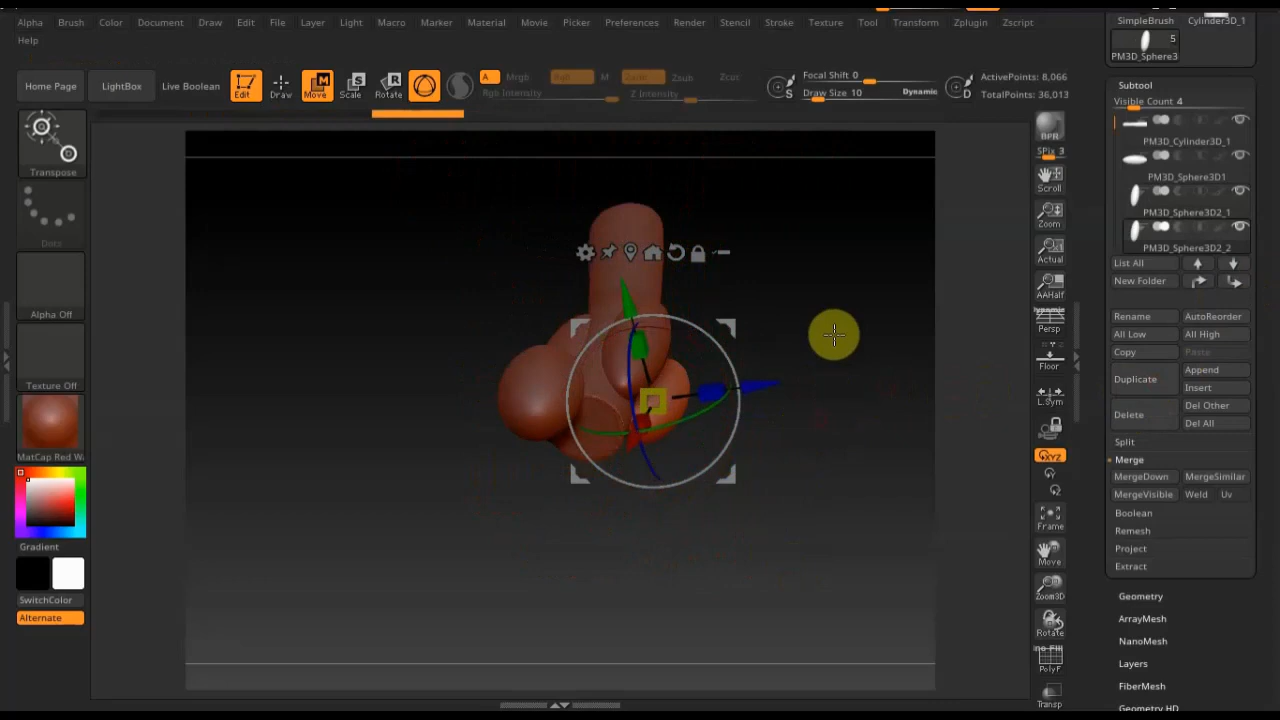 Alpha Brush Color Document Draw Edit File Layer Light Macro Marker Material Movie Picker Preferences Render Stencil Stroke Texture Tool Transform Zplugin Zscript
Help
SimpleBrush Cylinder3D_1
5
PM3D_Sphere3
Home Page LightBox Live Boolean Edit Draw Move Scale Rotate
A Mrgb Rgb M Zadd Zsub Zcut
Rgb Intensity Z Intensity
S Focal Shift 0
Draw Size 10 Dynamic D
ActivePoints: 8,066
TotalPoints: 36,013
Transpose
Dots
Alpha Off
Texture Off
MatCap Red W
Gradient
SwitchColor
Alternate
BPR
SPix 3
Scroll
Zoom
Actual
AAHalf
Dynamic
Persp
Floor
L.Sym
XYZ
Y
Z
Frame
Move
Zoom3D
Rotate
PolyF
Transp
Subtool
Visible Count 4
PM3D_Cylinder3D_1
PM3D_Sphere3D1
PM3D_Sphere3D2_1
PM3D_Sphere3D2_2
List All
New Folder
Rename AutoReorder
All Low All High
Copy Paste
Duplicate Append
Insert
Delete Del Other
Del All
Split
Merge
MergeDown MergeSimilar
MergeVisible Weld Uv
Boolean
Remesh
Project
Extract
Geometry
ArrayMesh
NanoMesh
Layers
FiberMesh
Geometry HD